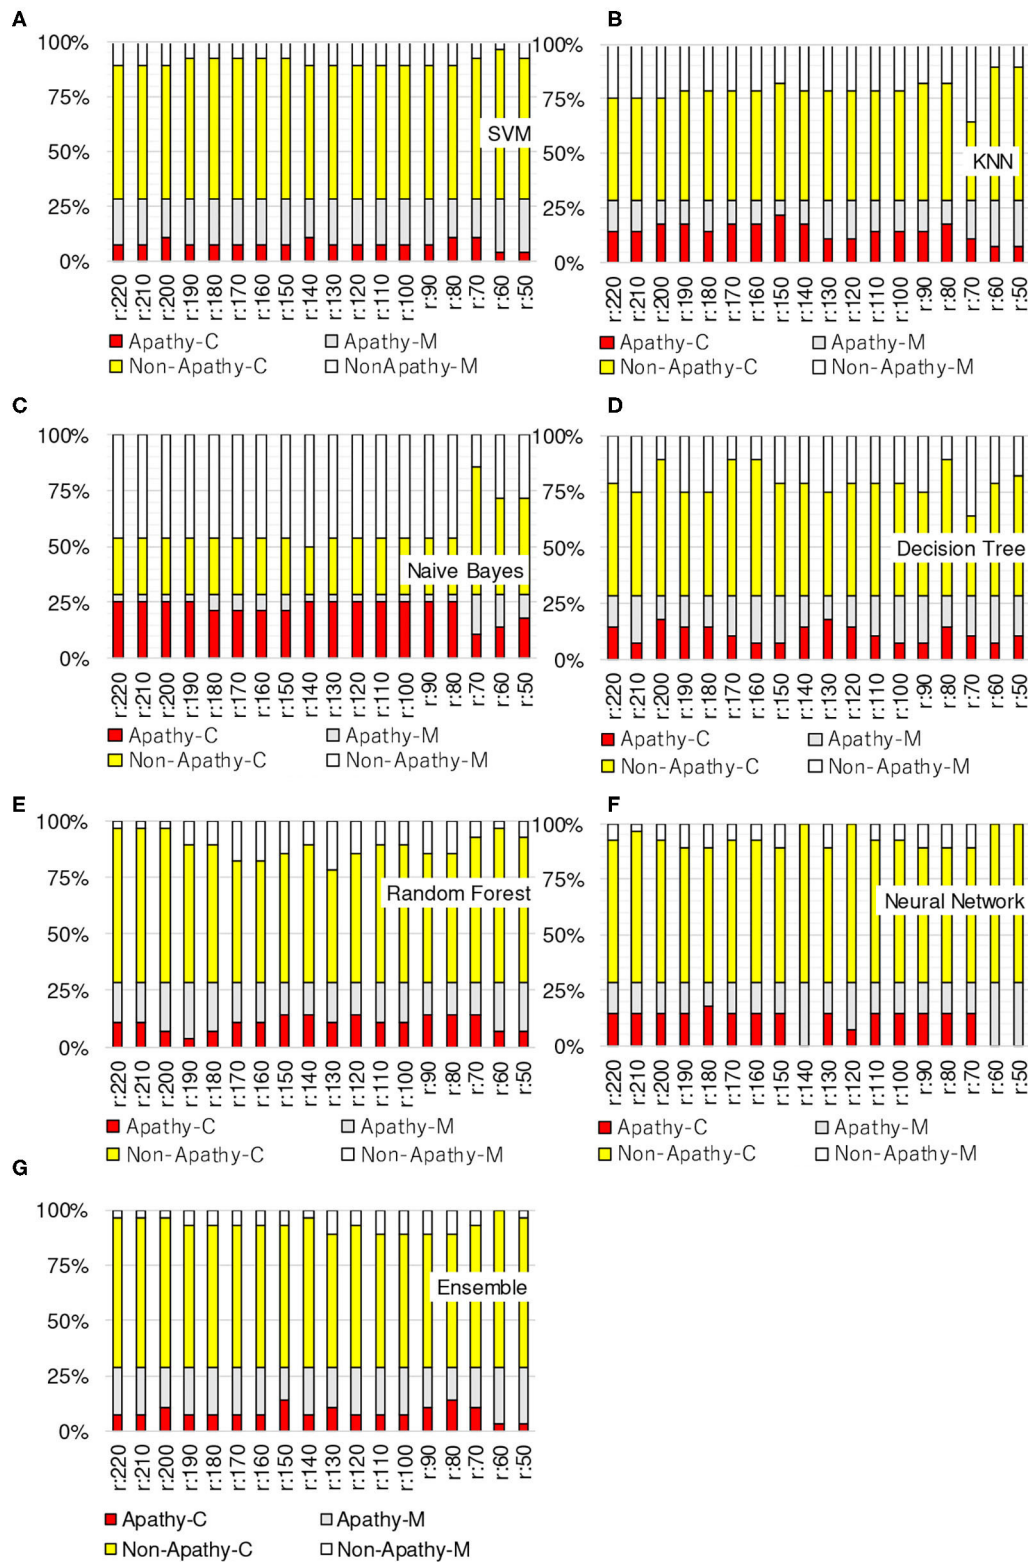 A
100%
75%
50%
25%
0%
SVM
r:220 r:210 r:200 r:190 r:180 r:170 r:160 r:150 r:140 r:130 r:120 r:110 r:100 r:90 r:80 r:70 r:60 r:50
Apathy-C Apathy-M
Non-Apathy-C NonApathy-M
B
100%
75%
50%
25%
0%
KNN
r:220 r:210 r:200 r:190 r:180 r:170 r:160 r:150 r:140 r:130 r:120 r:110 r:100 r:90 r:80 r:70 r:60 r:50
Apathy-C Apathy-M
Non-Apathy-C Non-Apathy-M
C
100%
75%
50%
25%
0%
Naive Bayes
r:220 r:210 r:200 r:190 r:180 r:170 r:160 r:150 r:140 r:130 r:120 r:110 r:100 r:90 r:80 r:70 r:60 r:50
Apathy-C Apathy-M
Non-Apathy-C Non-Apathy-M
D
100%
75%
50%
25%
0%
Decision Tree
r:220 r:210 r:200 r:190 r:180 r:170 r:160 r:150 r:140 r:130 r:120 r:110 r:100 r:90 r:80 r:70 r:60 r:50
Apathy-C Apathy-M
Non-Apathy-C Non-Apathy-M
E
100%
75%
50%
25%
0%
Random Forest
r:220 r:210 r:200 r:190 r:180 r:170 r:160 r:150 r:140 r:130 r:120 r:110 r:100 r:90 r:80 r:70 r:60 r:50
Apathy-C Apathy-M
Non-Apathy-C Non-Apathy-M
F
100%
75%
50%
25%
0%
Neural Network
r:220 r:210 r:200 r:190 r:180 r:170 r:160 r:150 r:140 r:130 r:120 r:110 r:100 r:90 r:80 r:70 r:60 r:50
Apathy-C Apathy-M
Non-Apathy-C Non-Apathy-M
G
100%
75%
50%
25%
0%
Ensemble
r:220 r:210 r:200 r:190 r:180 r:170 r:160 r:150 r:140 r:130 r:120 r:110 r:100 r:90 r:80 r:70 r:60 r:50
Apathy-C Apathy-M
Non-Apathy-C Non-Apathy-M